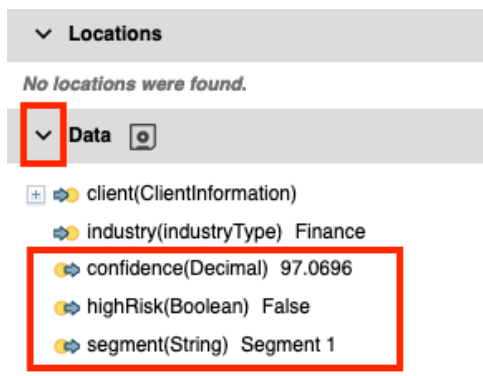 Locations
No locations were found.
Data
client(ClientInformation)
industry(industryType) Finance
confidence(Decimal) 97.0696
highRisk(Boolean) False
segment(String) Segment 1